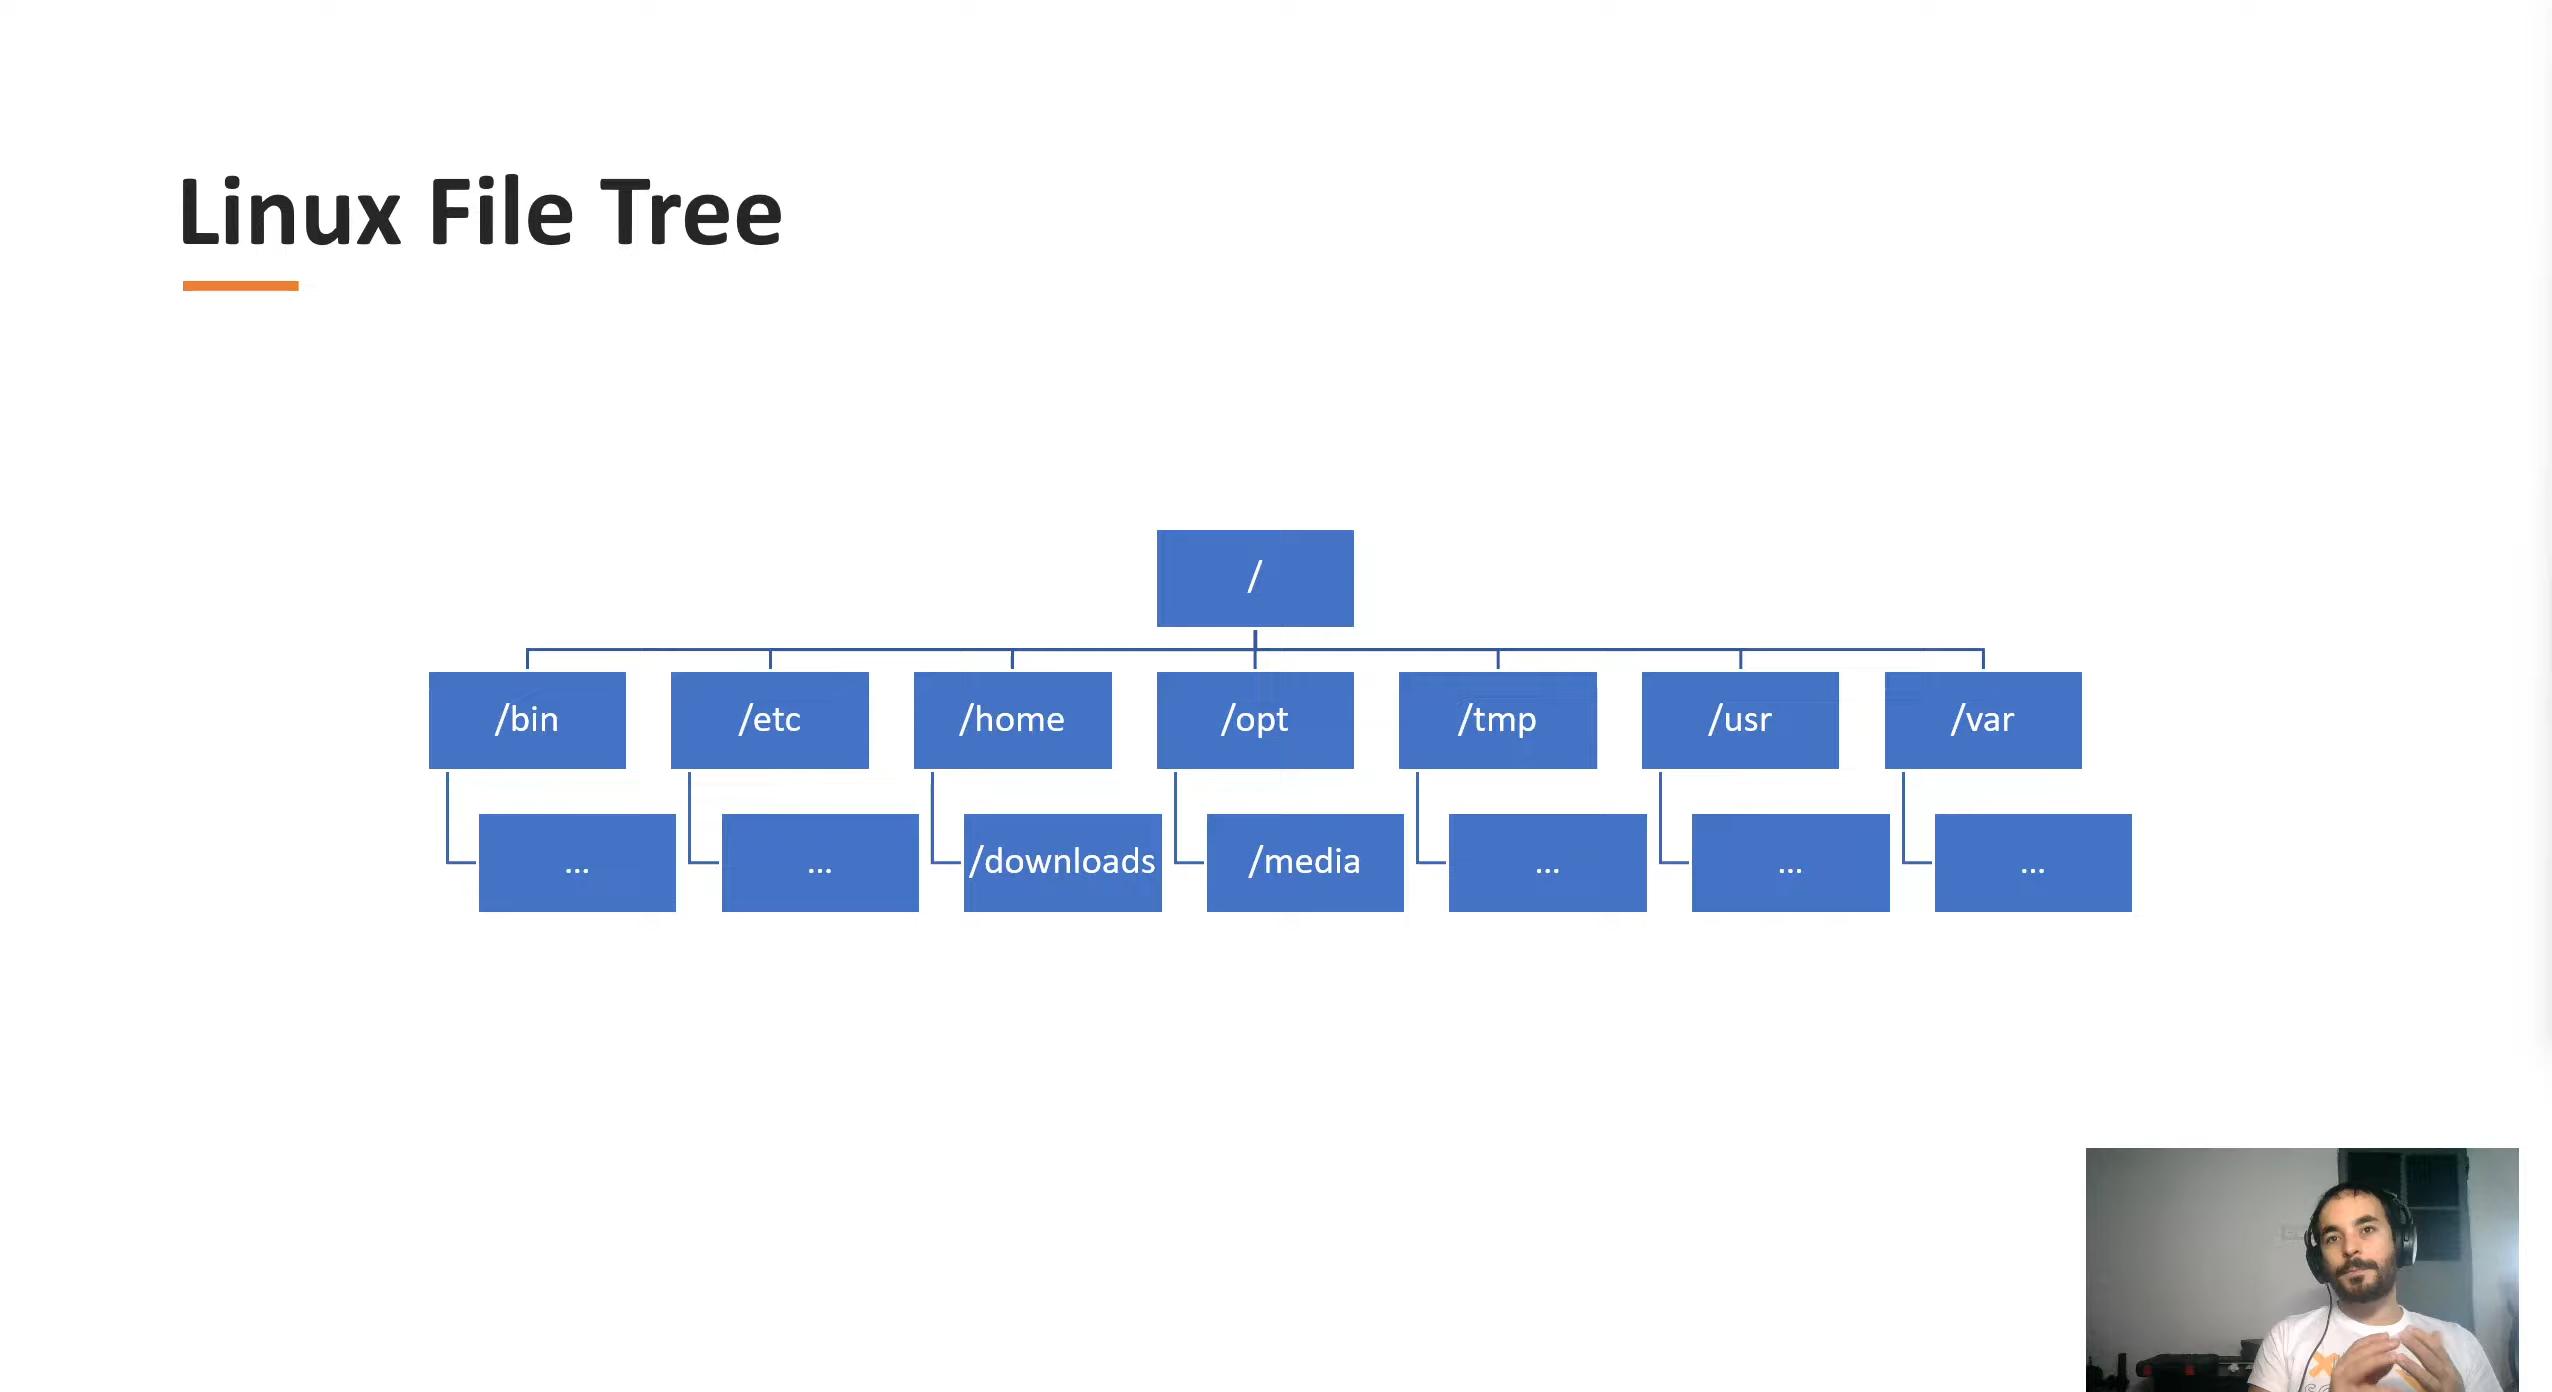 Linux File Tree
/
/bin
/etc
/home
/opt
/tmp
/usr
/var
...
...
/downloads
/media
...
...
...